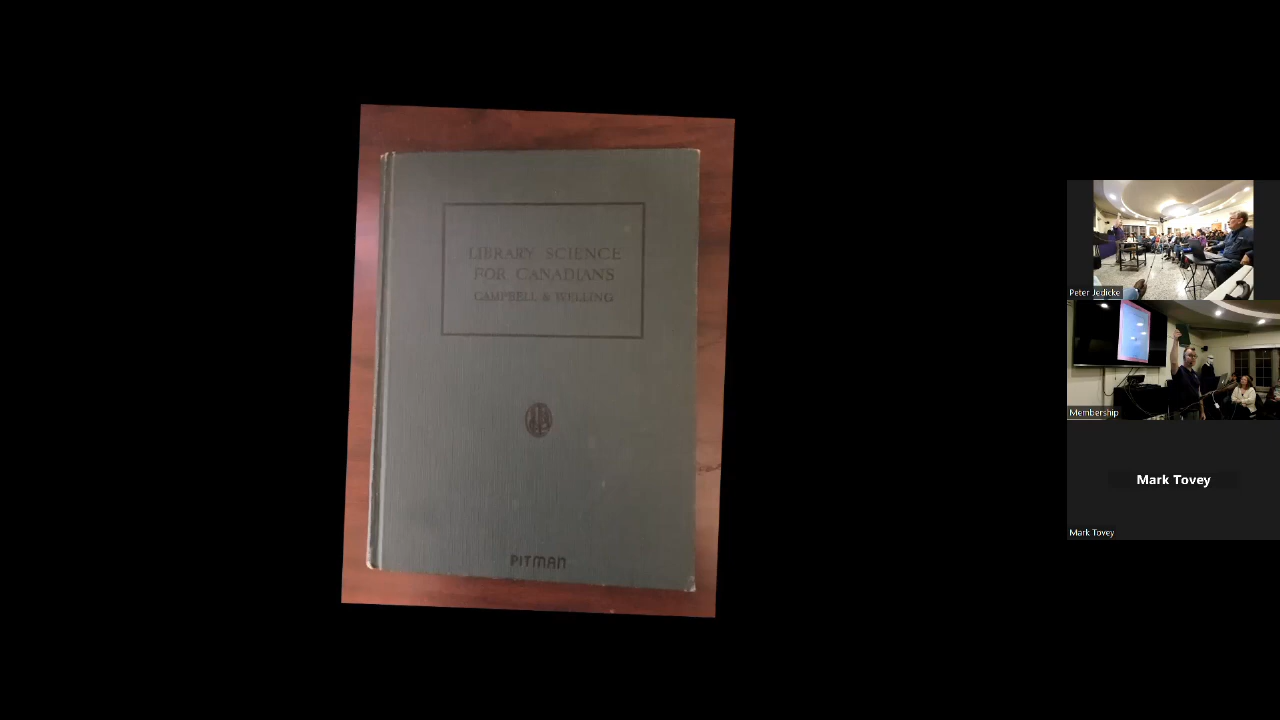 LIBRARY SCIENCE
FOR CANADIANS
CAMPBELL & WELLING
PITMAN
Peter Jedicke
Membership
Mark Tovey
Mark Tovey